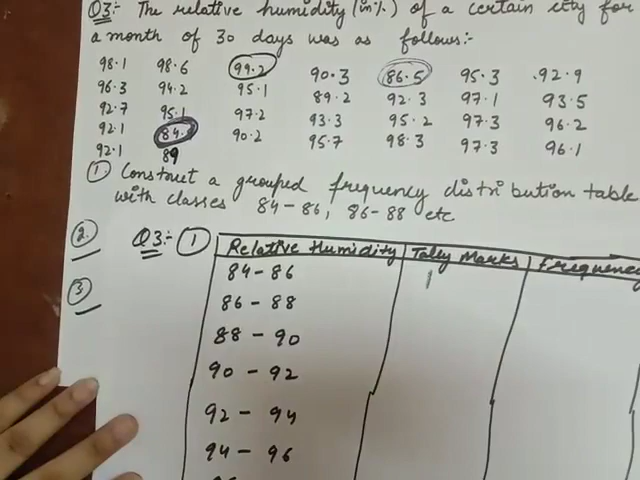 Q3:- The relative humidity (in %) of a certain city for
a month of 30 days was as follows:-
98.1 98.6 99.2 90.3 86.5 95.3 92.9
96.3 94.2 95.1 89.2 92.3 97.1 93.5
92.7 95.1 97.2 93.3 95.2 97.3 96.2
92.1 84. 90.2 95.7 98.3 97.3 96.1
92.1 89
1. Construct a grouped frequency distribution table
with classes 84-86, 86-88 etc
2.
3
Q3:- 1
Relative Humidity Tally Marks Frequency
84-86 |
86 - 88
88 - 90
90 - 92
92 - 94
94 - 96